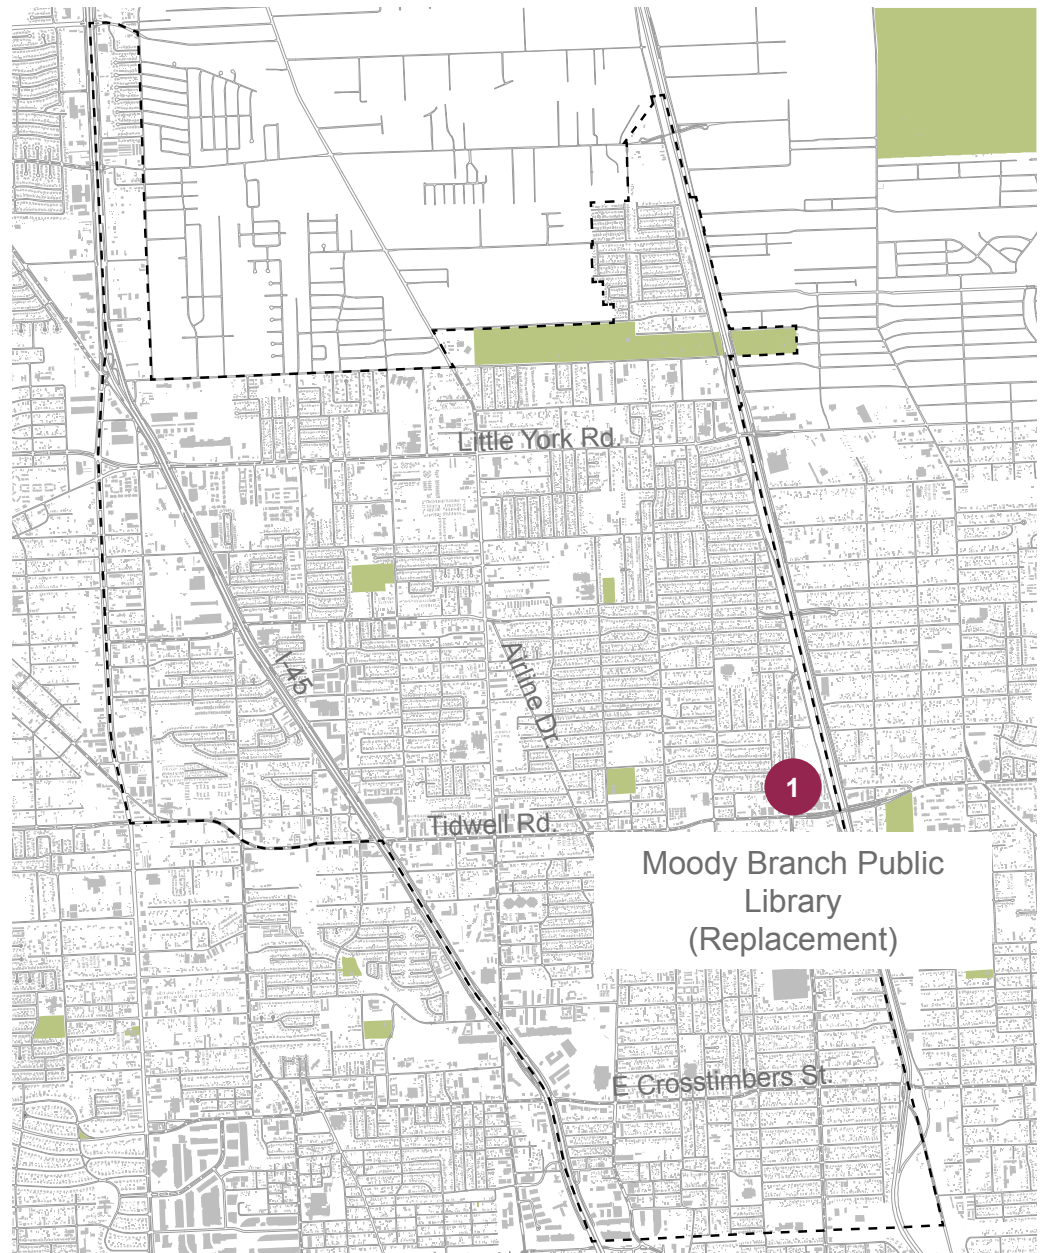 Little York Rd.
I-45
Airline Dr.
1
Tidwell Rd.
Moody Branch Public
Library
(Replacement)
E Crosstimbers St.